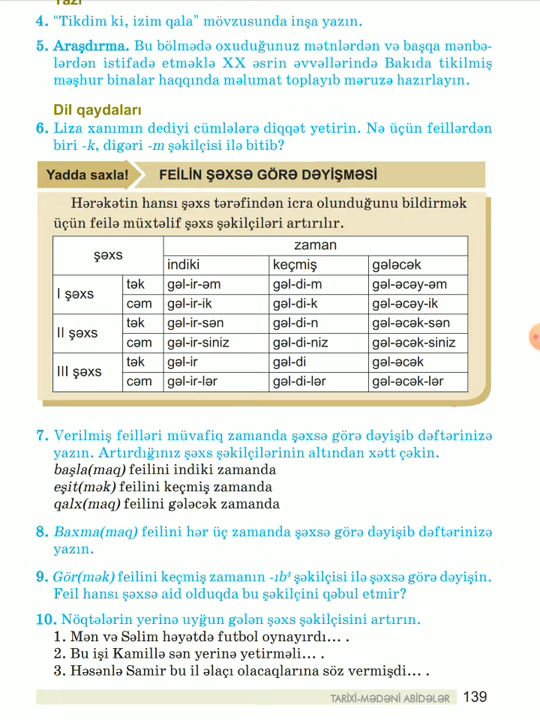 Yazı
4. “Tikdim ki, izim qala” mövzusunda inşa yazın.
5. Araşdırma. Bu bölmədə oxuduğunuz mətnlərdən və başqa mənbə-
lərdən istifadə etməklə XX əsrin əvvəllərində Bakıda tikilmiş
məşhur binalar haqqında məlumat toplayıb məruzə hazırlayın.
Dil qaydaları
6. Liza xanımın dediyi cümlələrə diqqət yetirin. Nə üçün feillərdən
biri -k, digəri -m şəkilçisi ilə bitib?
Yadda saxla! FEİLİN ŞƏXSƏ GÖRƏ DƏYİŞMƏSİ
Hərəkətin hansı şəxs tərəfindən icra olunduğunu bildirmək
üçün feilə müxtəlif şəxs şəkilçiləri artırılır.
şəxs zaman
indiki keçmiş gələcək
I şəxs tək gəl-ir-əm gəl-di-m gəl-əcəy-əm
cəm gəl-ir-ik gəl-di-k gəl-əcəy-ik
II şəxs tək gəl-ir-sən gəl-di-n gəl-əcək-sən
cəm gəl-ir-siniz gəl-di-niz gəl-əcək-siniz
III şəxs tək gəl-ir gəl-di gəl-əcək
cəm gəl-ir-lər gəl-di-lər gəl-əcək-lər
7. Verilmiş feilləri müvafiq zamanda şəxsə görə dəyişib dəftərinizə
yazın. Artırdığınız şəxs şəkilçilərinin altından xətt çəkin.
başla(maq) feilini indiki zamanda
eşit(mək) feilini keçmiş zamanda
qalx(maq) feilini gələcək zamanda
8. Baxma(maq) feilini hər üç zamanda şəxsə görə dəyişib dəftərinizə
yazın.
9. Gör(mək) feilini keçmiş zamanın -ıb⁴ şəkilçisi ilə şəxsə görə dəyişin.
Feil hansı şəxsə aid olduqda bu şəkilçini qəbul etmir?
10. Nöqtələrin yerinə uyğun gələn şəxs şəkilçisini artırın.
1. Mən və Səlim həyətdə futbol oynayırdı... .
2. Bu işi Kamillə sən yerinə yetirməli... .
3. Həsənlə Samir bu il əlaçı olacaqlarına söz vermişdi... .
TARİXİ-MƏDƏNİ ABİDƏLƏR 139